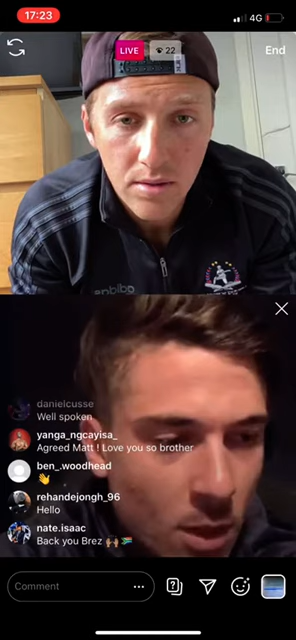 17:23
4G
LIVE
22
End
adidas
danielcusse
Well spoken
yanga_ngcayisa_
Agreed Matt ! Love you so brother
ben_.woodhead
👋
rehandejongh_96
Hello
nate.isaac
Back you Brez 🙌🏽🇿🇦
Comment